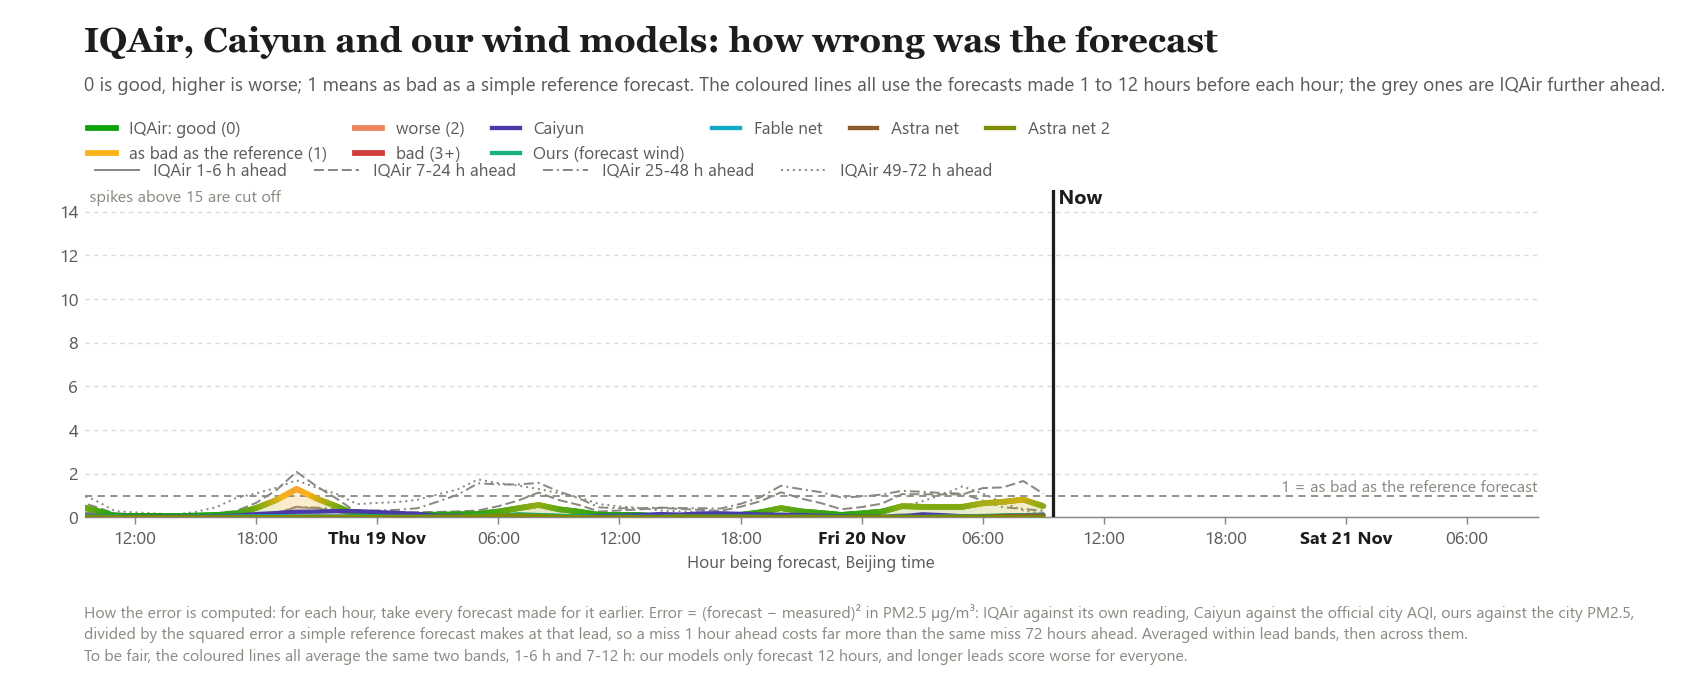 IQAir, Caiyun and our wind models: how wrong was the forecast
0 is good, higher is worse; 1 means as bad as a simple reference forecast. The coloured lines all use the forecasts made 1 to 12 hours before each hour; the grey ones are IQAir further ahead.
IQAir: good (0) worse (2) Caiyun Fable net Astra net Astra net 2
as bad as the reference (1) bad (3+) Ours (forecast wind)
IQAir 1-6 h ahead IQAir 7-24 h ahead IQAir 25-48 h ahead IQAir 49-72 h ahead
spikes above 15 are cut off
Now
14
12
10
8
6
4
2
1 = as bad as the reference forecast
0
12:00 18:00 Thu 19 Nov 06:00 12:00 18:00 Fri 20 Nov 06:00 12:00 18:00 Sat 21 Nov 06:00
Hour being forecast, Beijing time
How the error is computed: for each hour, take every forecast made for it earlier. Error = (forecast − measured)² in PM2.5 µg/m³: IQAir against its own reading, Caiyun against the official city AQI, ours against the city PM2.5,
divided by the squared error a simple reference forecast makes at that lead, so a miss 1 hour ahead costs far more than the same miss 72 hours ahead. Averaged within lead bands, then across them.
To be fair, the coloured lines all average the same two bands, 1-6 h and 7-12 h: our models only forecast 12 hours, and longer leads score worse for everyone.